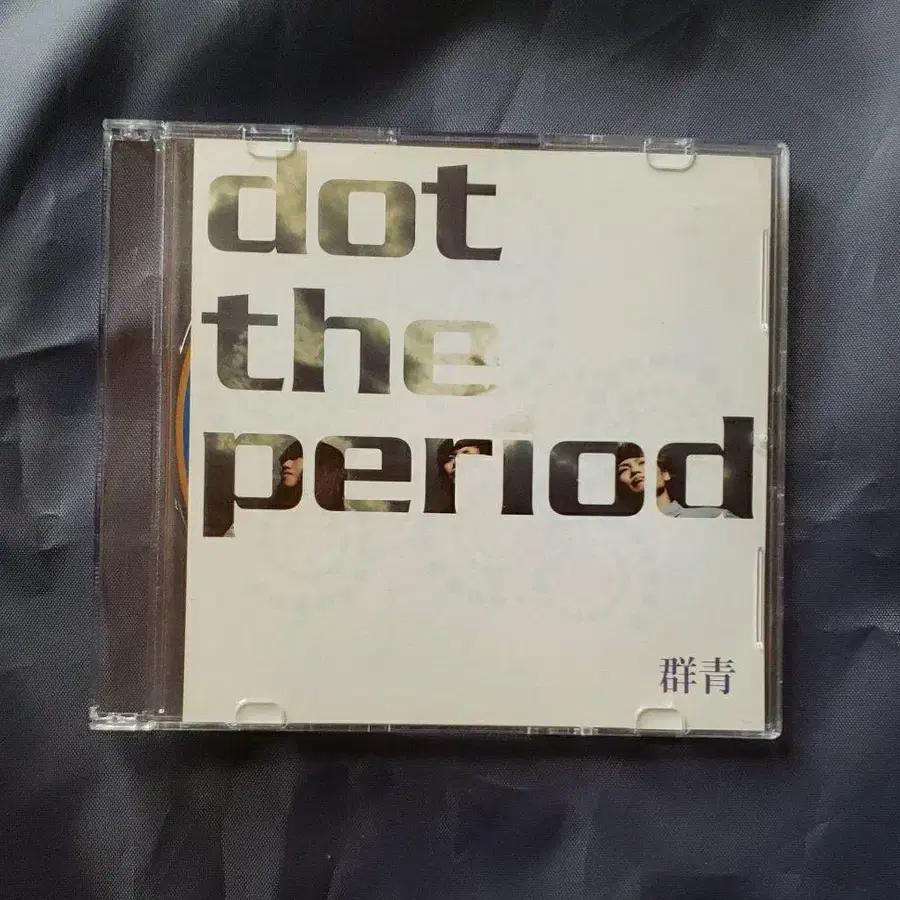 dot
the
period
群青